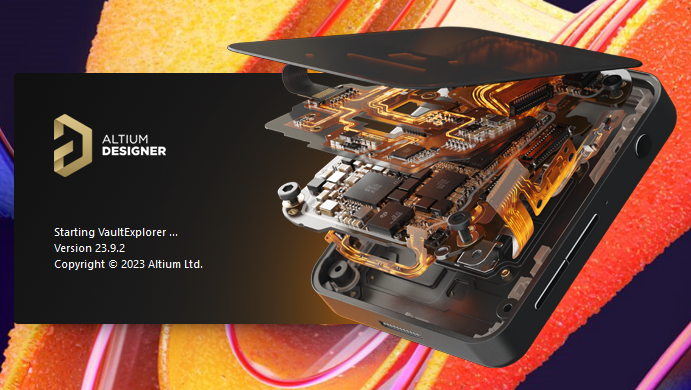 ALTIUM
DESIGNER
Starting VaultExplorer ...
Version 23.9.2
Copyright © 2023 Altium Ltd.